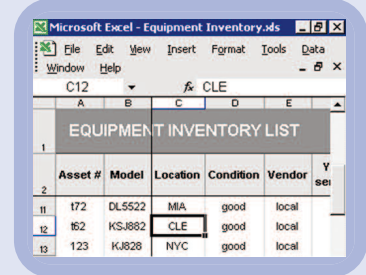 Microsoft Excel - Equipment Inventory.xls
File Edit View Insert Format Tools Data
Window Help
C12 fx CLE
A B C D E
1 EQUIPMENT INVENTORY LIST
2 Asset # Model Location Condition Vendor
11 t72 DL5522 MIA good local
12 t62 KSJ882 CLE good local
13 123 KJ828 NYC good local